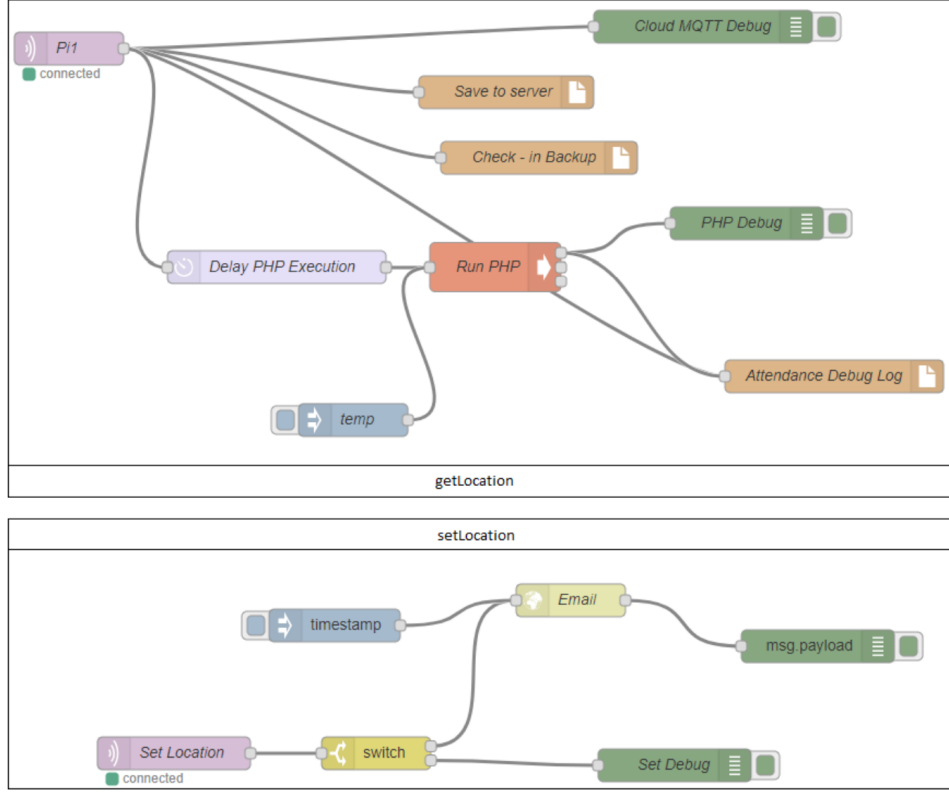 Cloud MQTT Debug
Pi1
connected
Save to server
Check - in Backup
PHP Debug
Delay PHP Execution
Run PHP
Attendance Debug Log
temp
getLocation
setLocation
Email
timestamp
msg.payload
Set Location
switch
Set Debug
connected